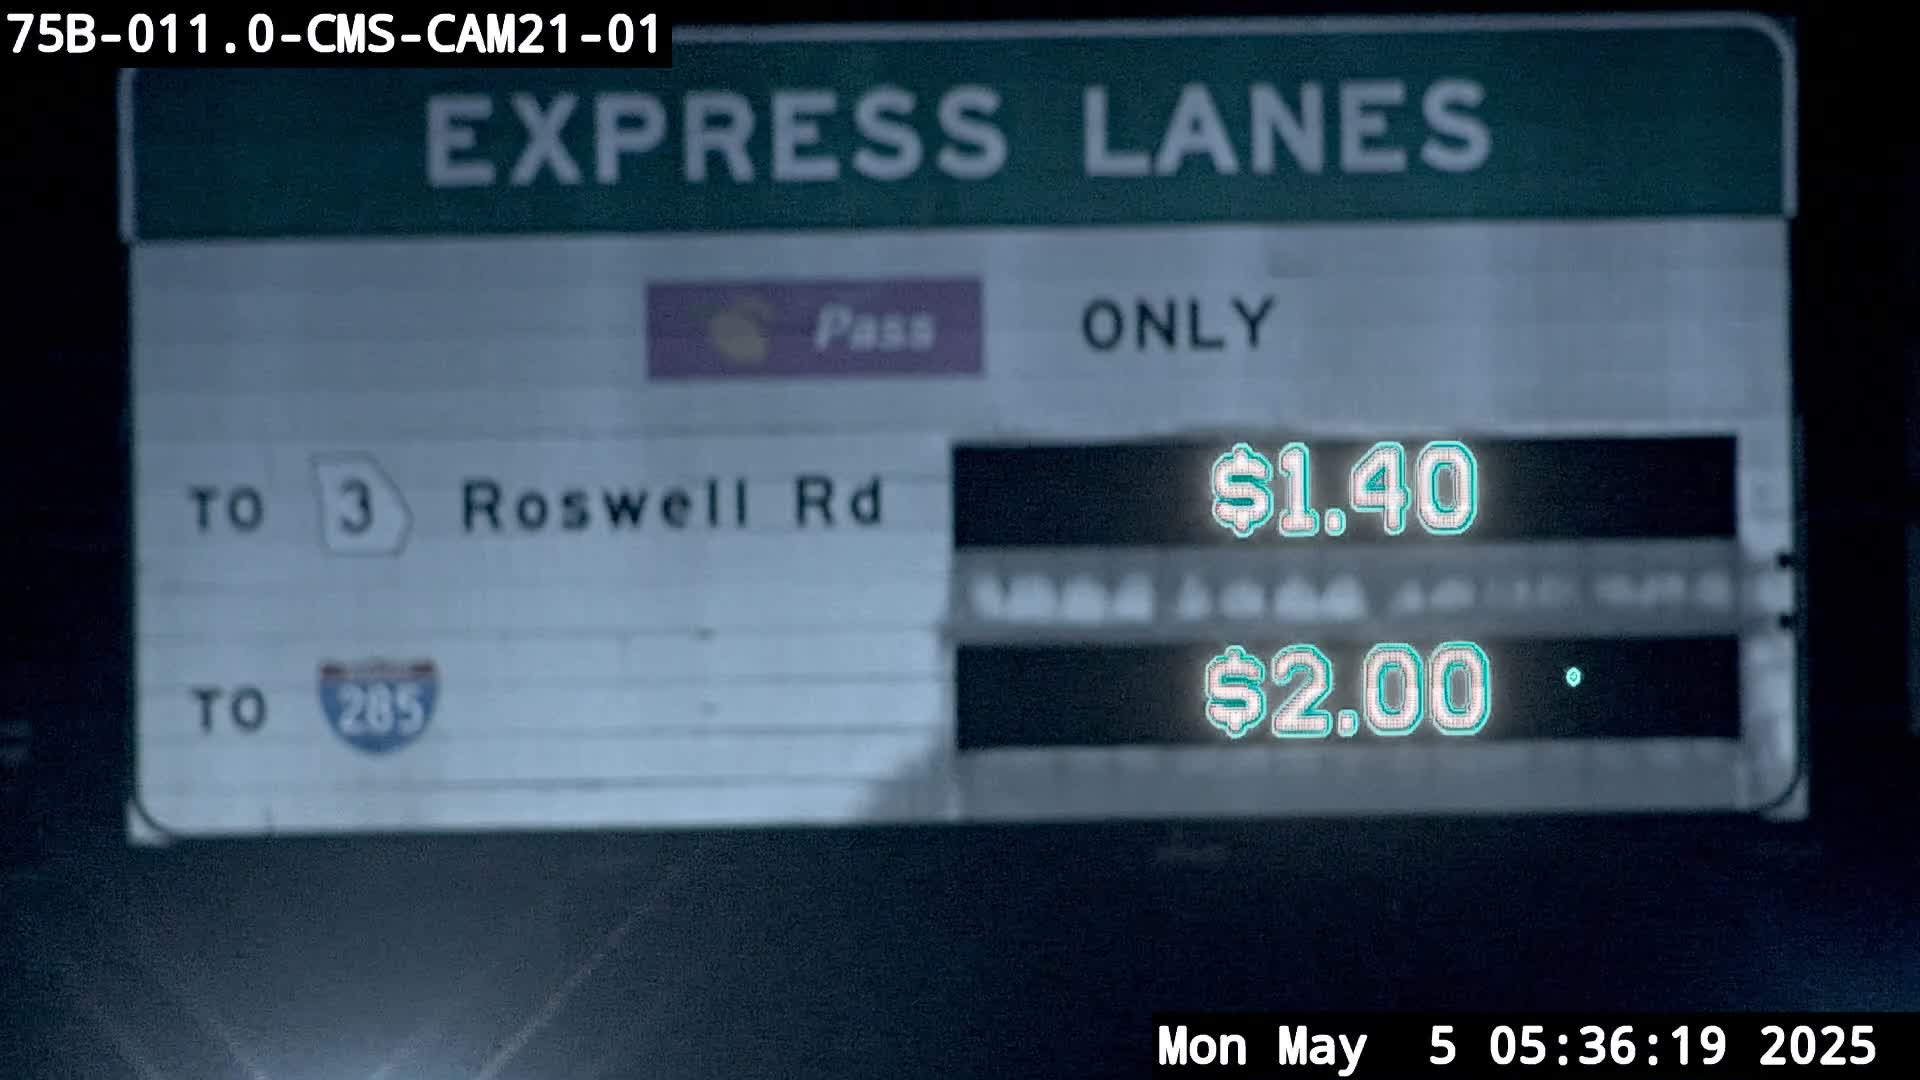 75B-011.0-CMS-CAM21-01
EXPRESS LANES
Pass ONLY
TO 3 Roswell Rd $1.40
TO 285 $2.00
Mon May 5 05:36:19 2025